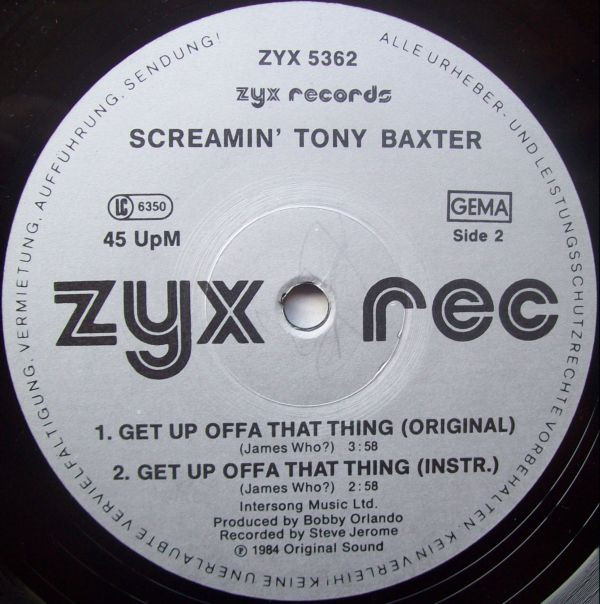 ALLE URHEBER- UND LEISTUNGSSCHUTZRECHTE VORBEHALTEN. KEIN VERLEIH! KEINE UNERLAUBTE VERVIELFÄLTIGUNG, VERMIETUNG, AUFFÜHRUNG, SENDUNG!
ZYX 5362
zyx records
SCREAMIN' TONY BAXTER
LC 6350
GEMA
45 UpM
Side 2
zyx rec
1. GET UP OFFA THAT THING (ORIGINAL)
(James Who?) 3:58
2. GET UP OFFA THAT THING (INSTR.)
(James Who?) 2:58
Intersong Music Ltd.
Produced by Bobby Orlando
Recorded by Steve Jerome
℗ 1984 Original Sound